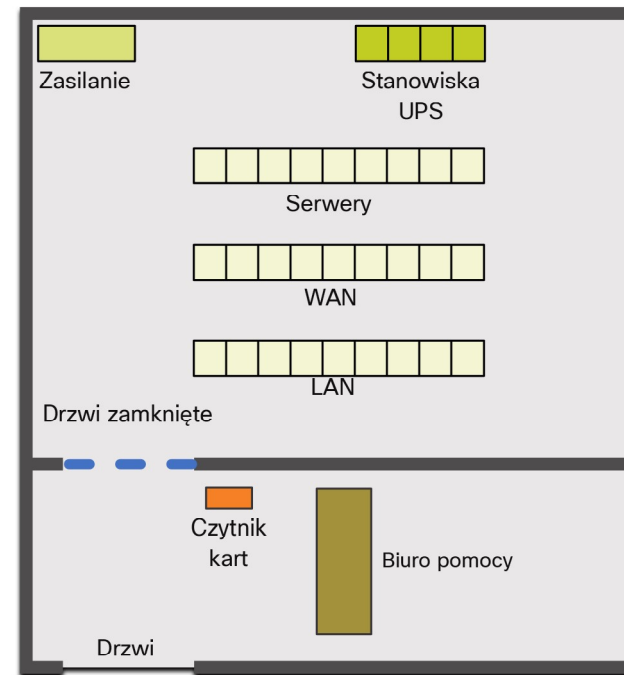 Zasilanie
Stanowiska
UPS
Serwery
WAN
LAN
Drzwi zamknięte
Czytnik
kart
Biuro pomocy
Drzwi